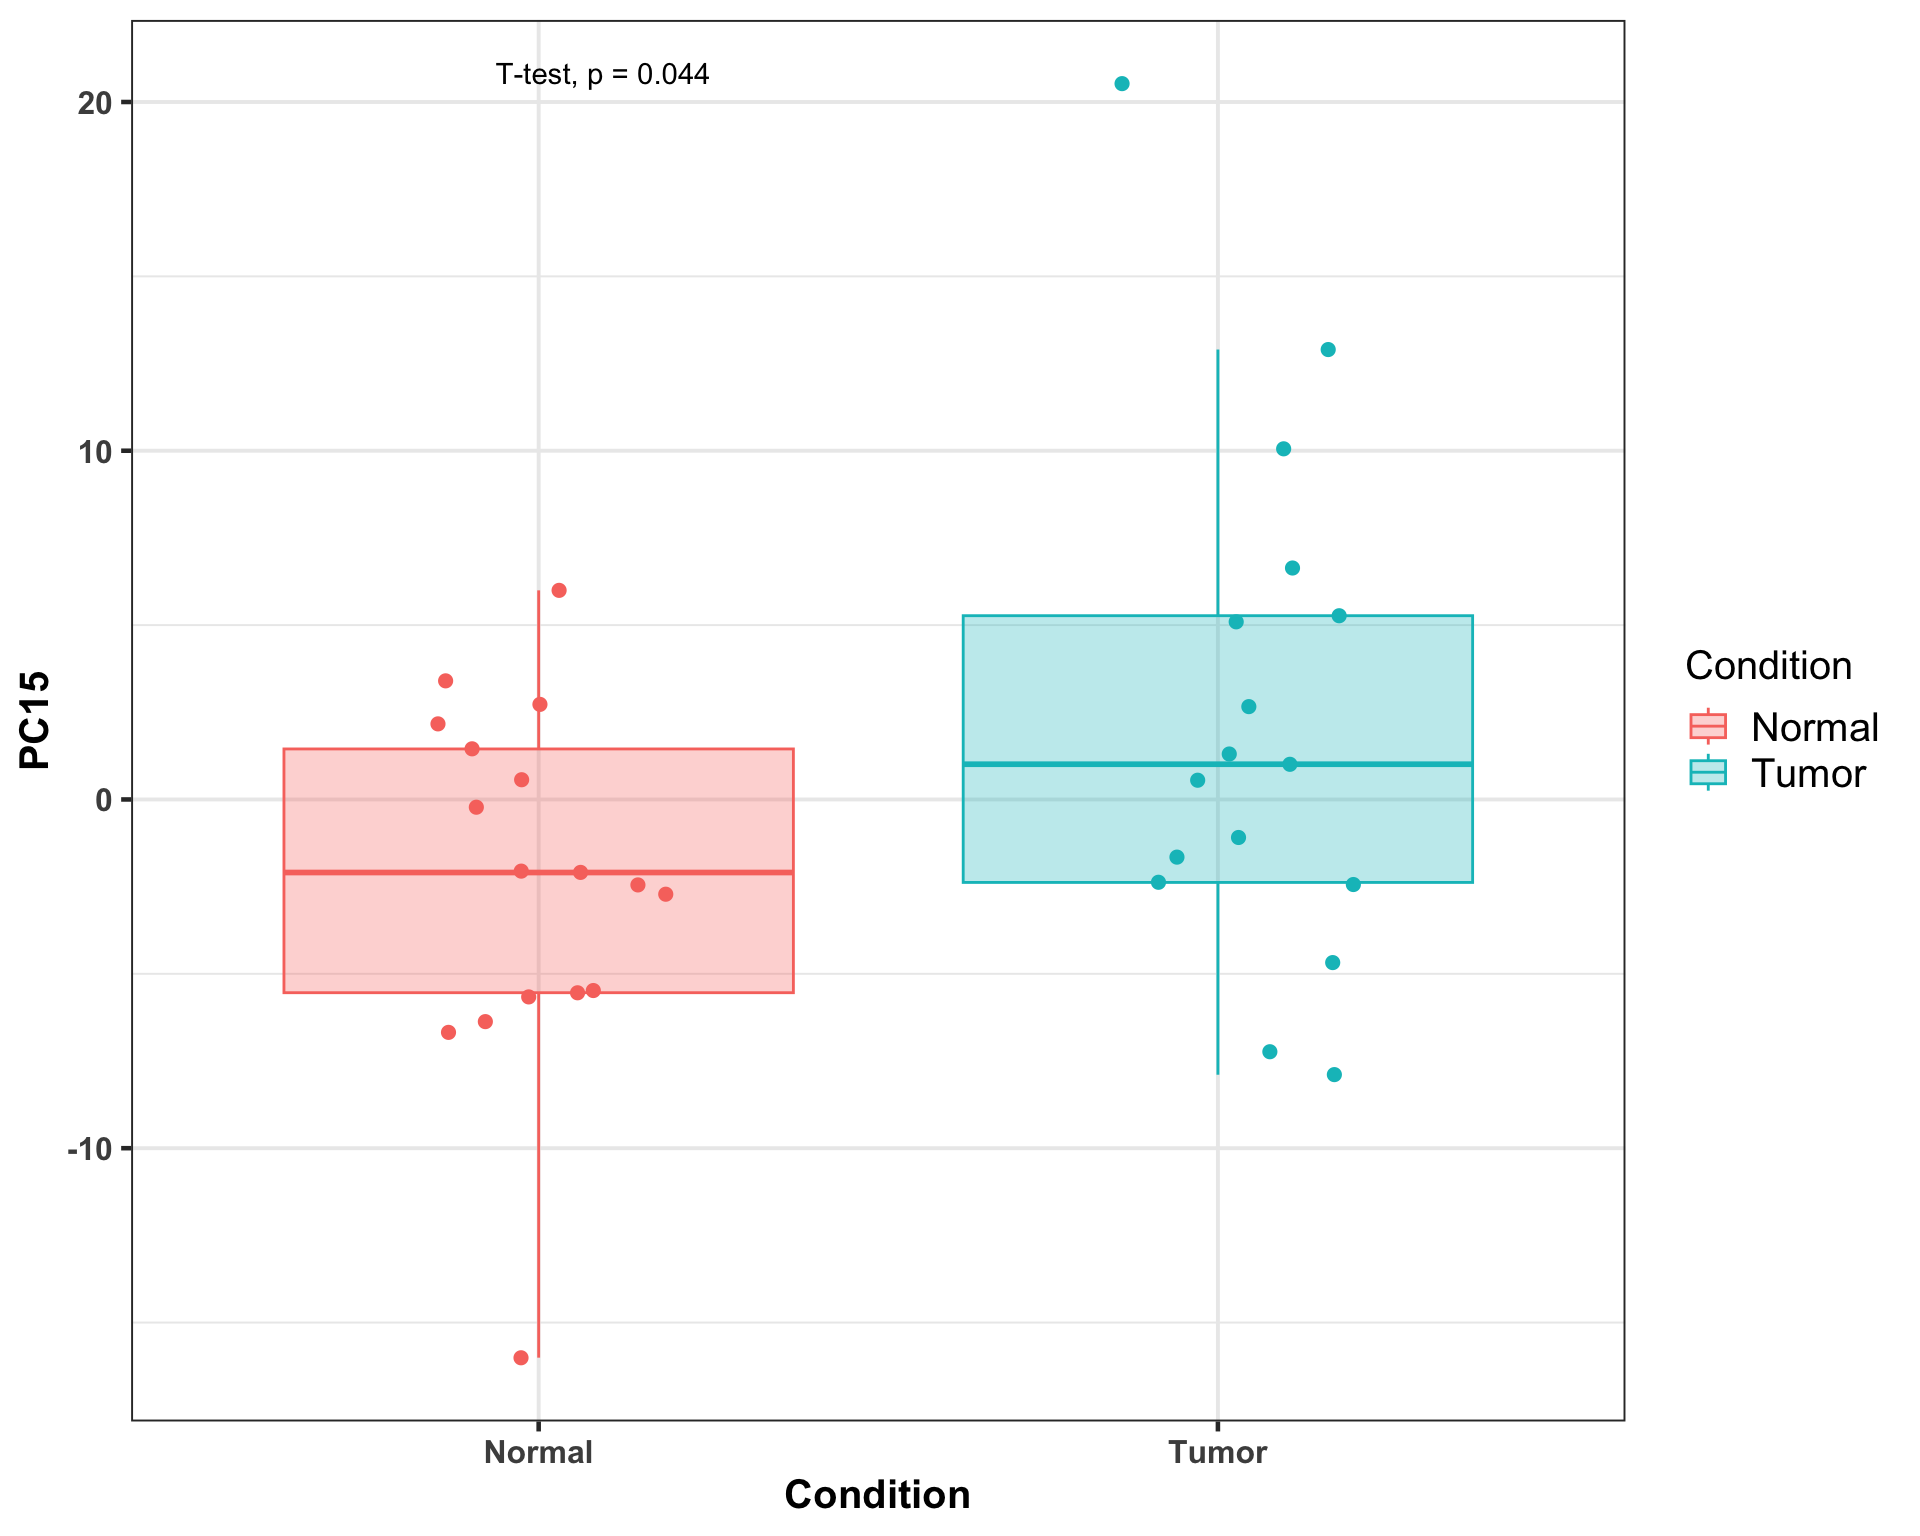 T-test, p = 0.044
20
10
0
-10
PC15
Normal
Tumor
Condition
Condition
Normal
Tumor